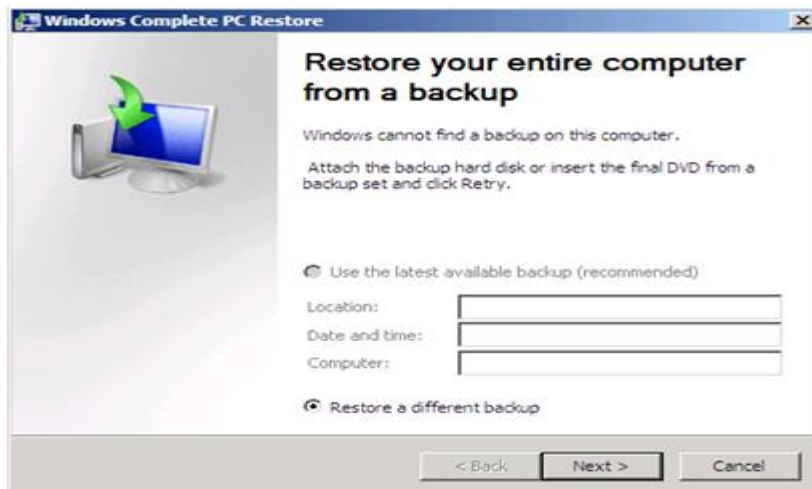 Windows Complete PC Restore
Restore your entire computer
from a backup
Windows cannot find a backup on this computer.
Attach the backup hard disk or insert the final DVD from a
backup set and click Retry.
Use the latest available backup (recommended)
Location:
Date and time:
Computer:
Restore a different backup
< Back Next > Cancel